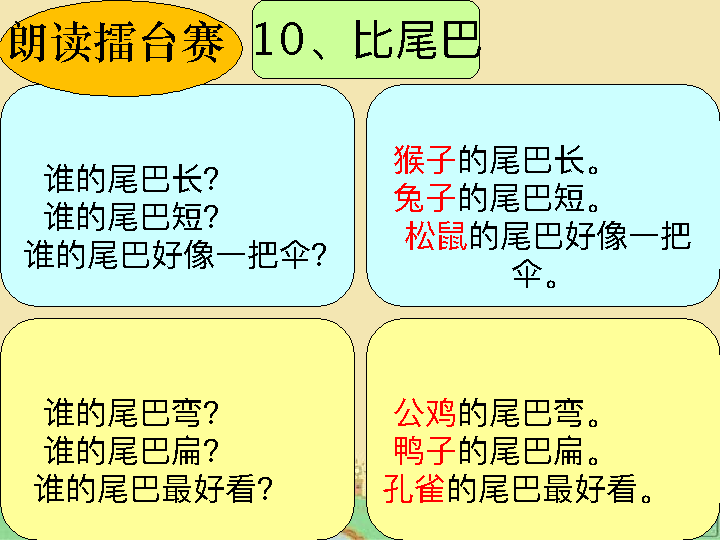 朗读擂台赛
10、比尾巴
谁的尾巴长?
谁的尾巴短?
谁的尾巴好像一把伞?
猴子的尾巴长。
兔子的尾巴短。
松鼠的尾巴好像一把
伞。
谁的尾巴弯?
谁的尾巴扁?
谁的尾巴最好看?
公鸡的尾巴弯。
鸭子的尾巴扁。
孔雀的尾巴最好看。